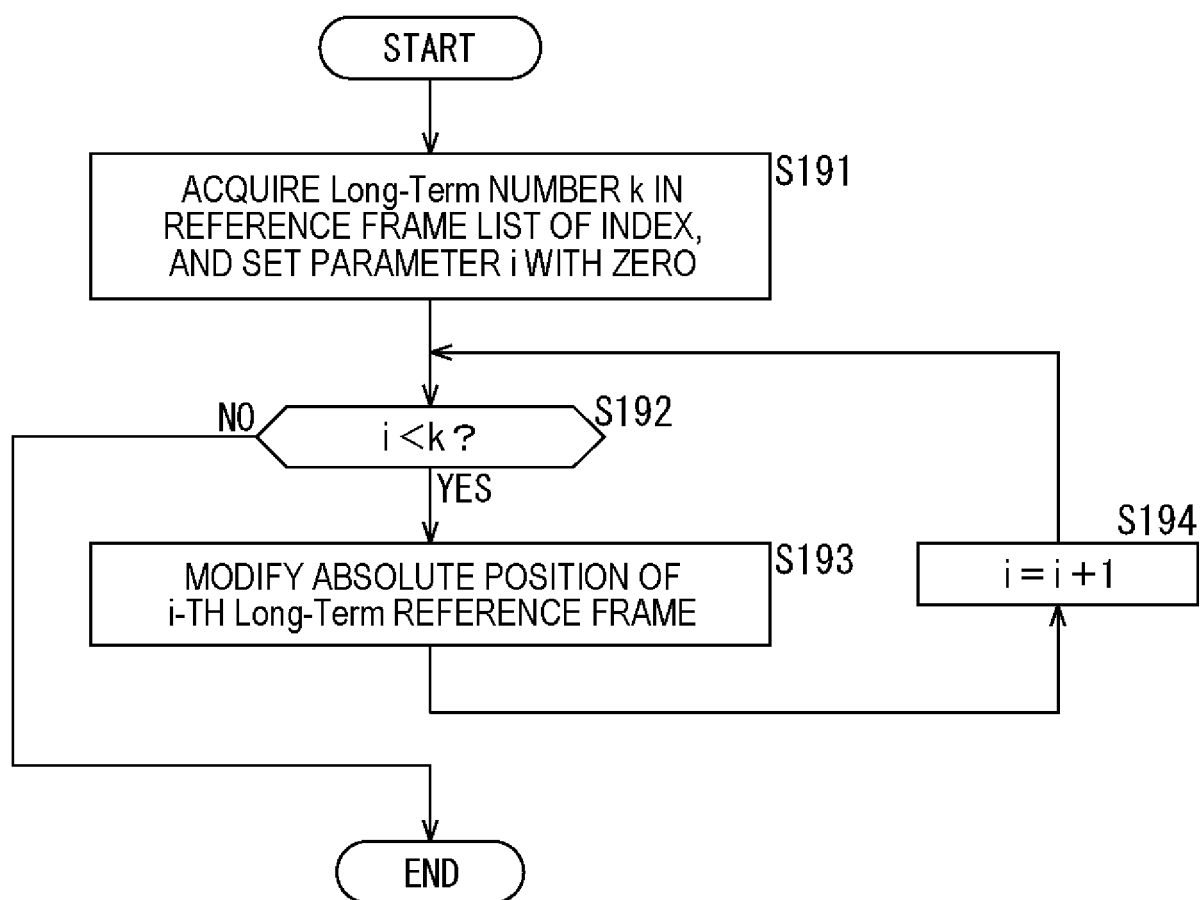 START
S191
ACQUIRE Long-Term NUMBER k IN
REFERENCE FRAME LIST OF INDEX,
AND SET PARAMETER i WITH ZERO
NO
S192
i<k?
YES
S193
MODIFY ABSOLUTE POSITION OF
i-TH Long-Term REFERENCE FRAME
S194
i=i+1
END